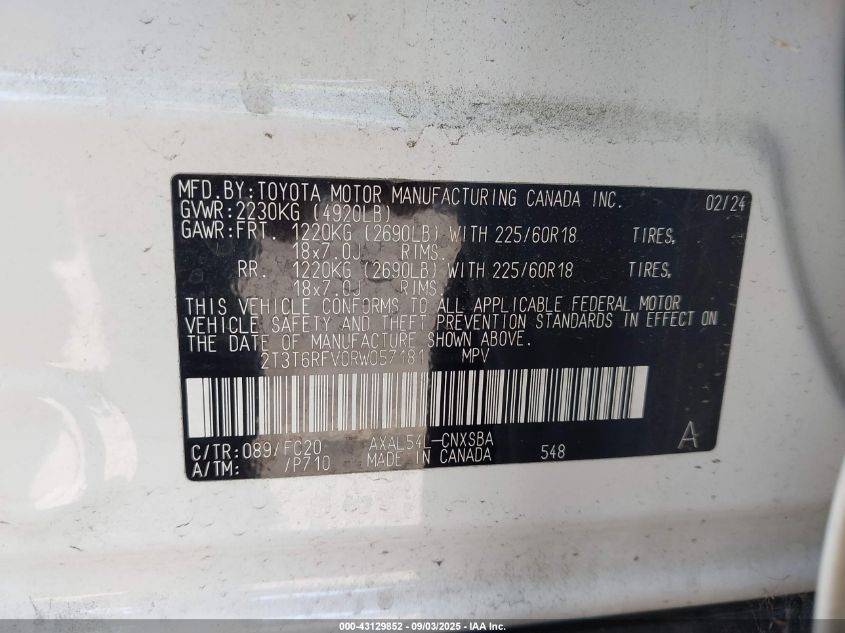 MFD. BY: TOYOTA MOTOR MANUFACTURING CANADA INC. 02/24
GVWR: 2230KG (4920LB)
GAWR: FRT. 1220KG (2690LB) WITH 225/60R18 TIRES,
18x7.0J RIMS.
RR. 1220KG (2690LB) WITH 225/60R18 TIRES,
18x7.0J RIMS.
THIS VEHICLE CONFORMS TO ALL APPLICABLE FEDERAL MOTOR
VEHICLE SAFETY AND THEFT PREVENTION STANDARDS IN EFFECT ON
THE DATE OF MANUFACTURE SHOWN ABOVE.
2T3T6RFV0RW057181 MPV
C/TR: 089/FC20 AXAL54L-CNXSBA A
A/TM: /P710 MADE IN CANADA 548
000-43129852 - 09/03/2025 - IAA Inc.